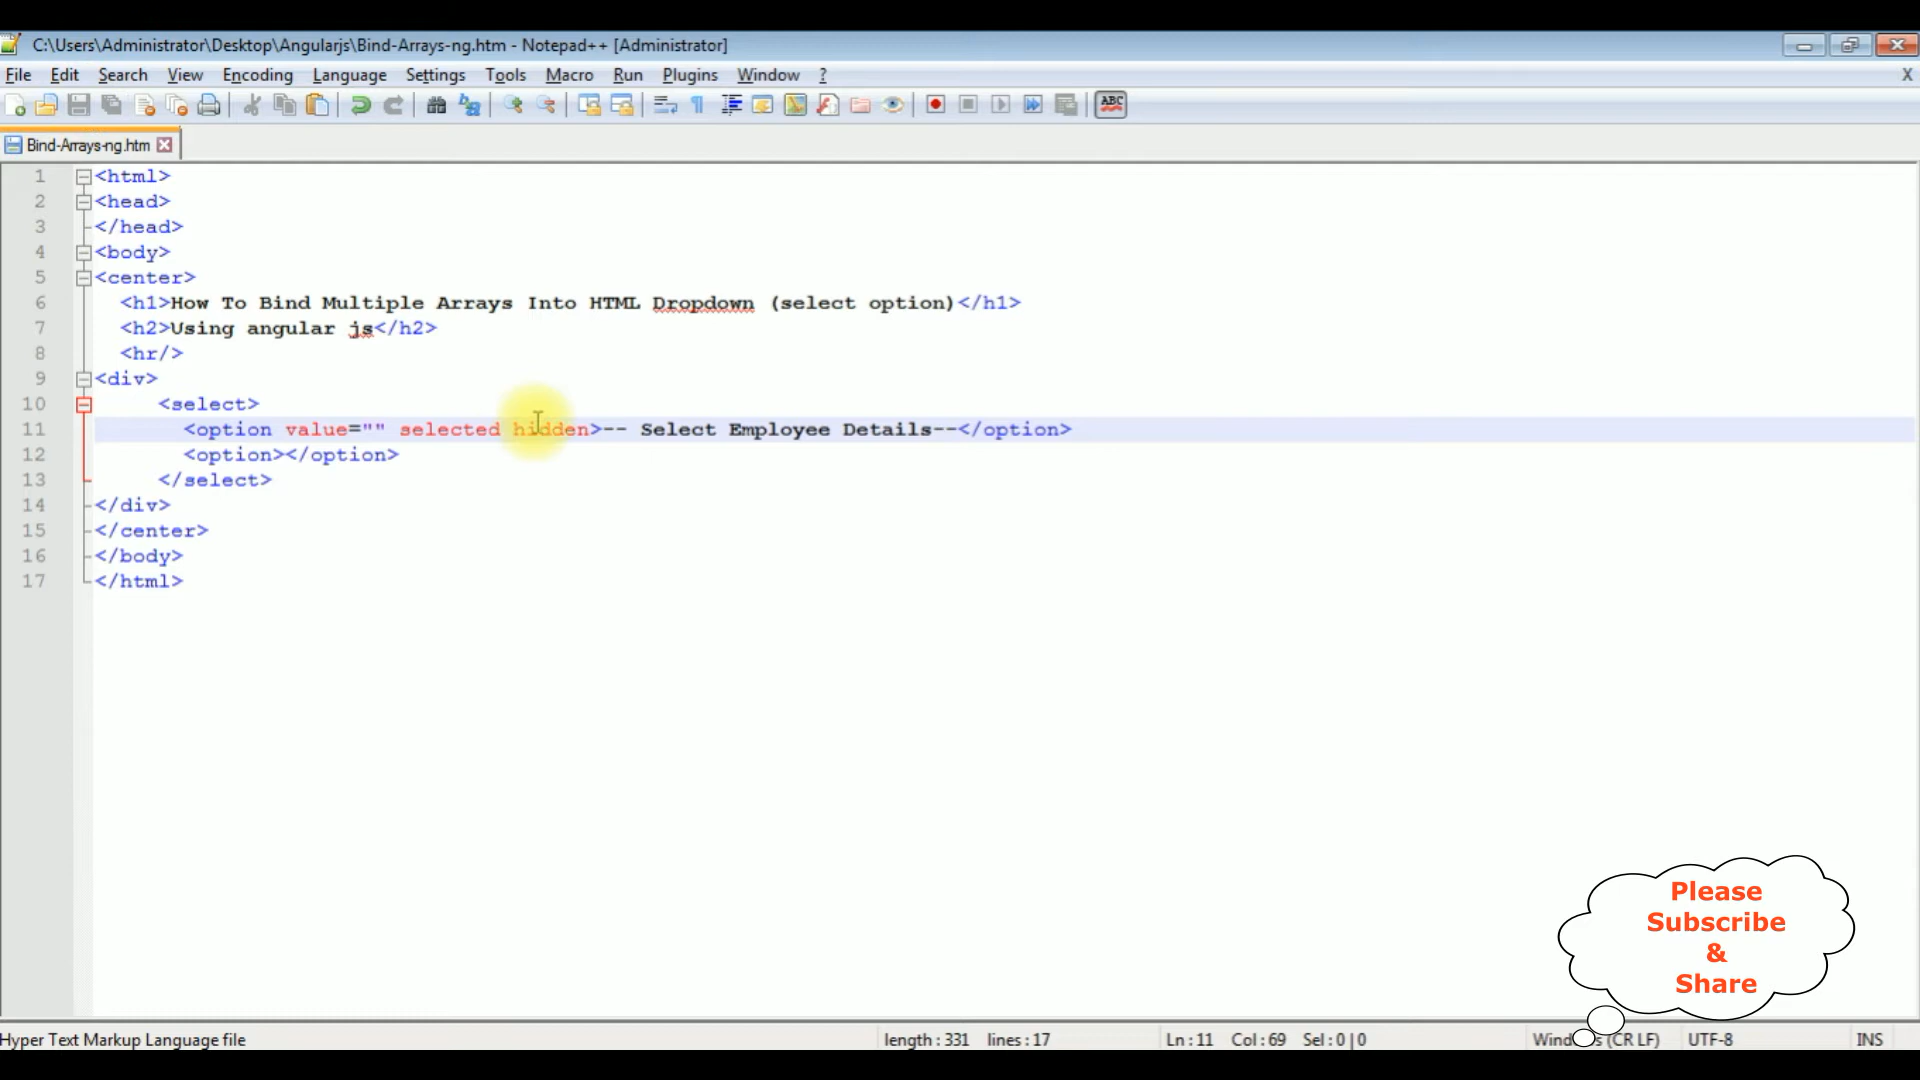 C:\Users\Administrator\Desktop\Angularjs\Bind-Arrays-ng.htm - Notepad++ [Administrator]
File Edit Search View Encoding Language Settings Tools Macro Run Plugins Window ? X
ABC
Bind-Arrays-ng.htm
1 <html>
2 <head>
3 </head>
4 <body>
5 <center>
6 <h1>How To Bind Multiple Arrays Into HTML Dropdown (select option)</h1>
7 <h2>Using angular js</h2>
8 <hr/>
9 <div>
10 <select>
11 <option value="" selected hidden>-- Select Employee Details--</option>
12 <option></option>
13 </select>
14 </div>
15 </center>
16 </body>
17 </html>
Please
Subscribe
&
Share
Hyper Text Markup Language file length : 331 lines : 17 Ln : 11 Col : 69 Sel : 0 | 0 (CR LF) UTF-8 INS